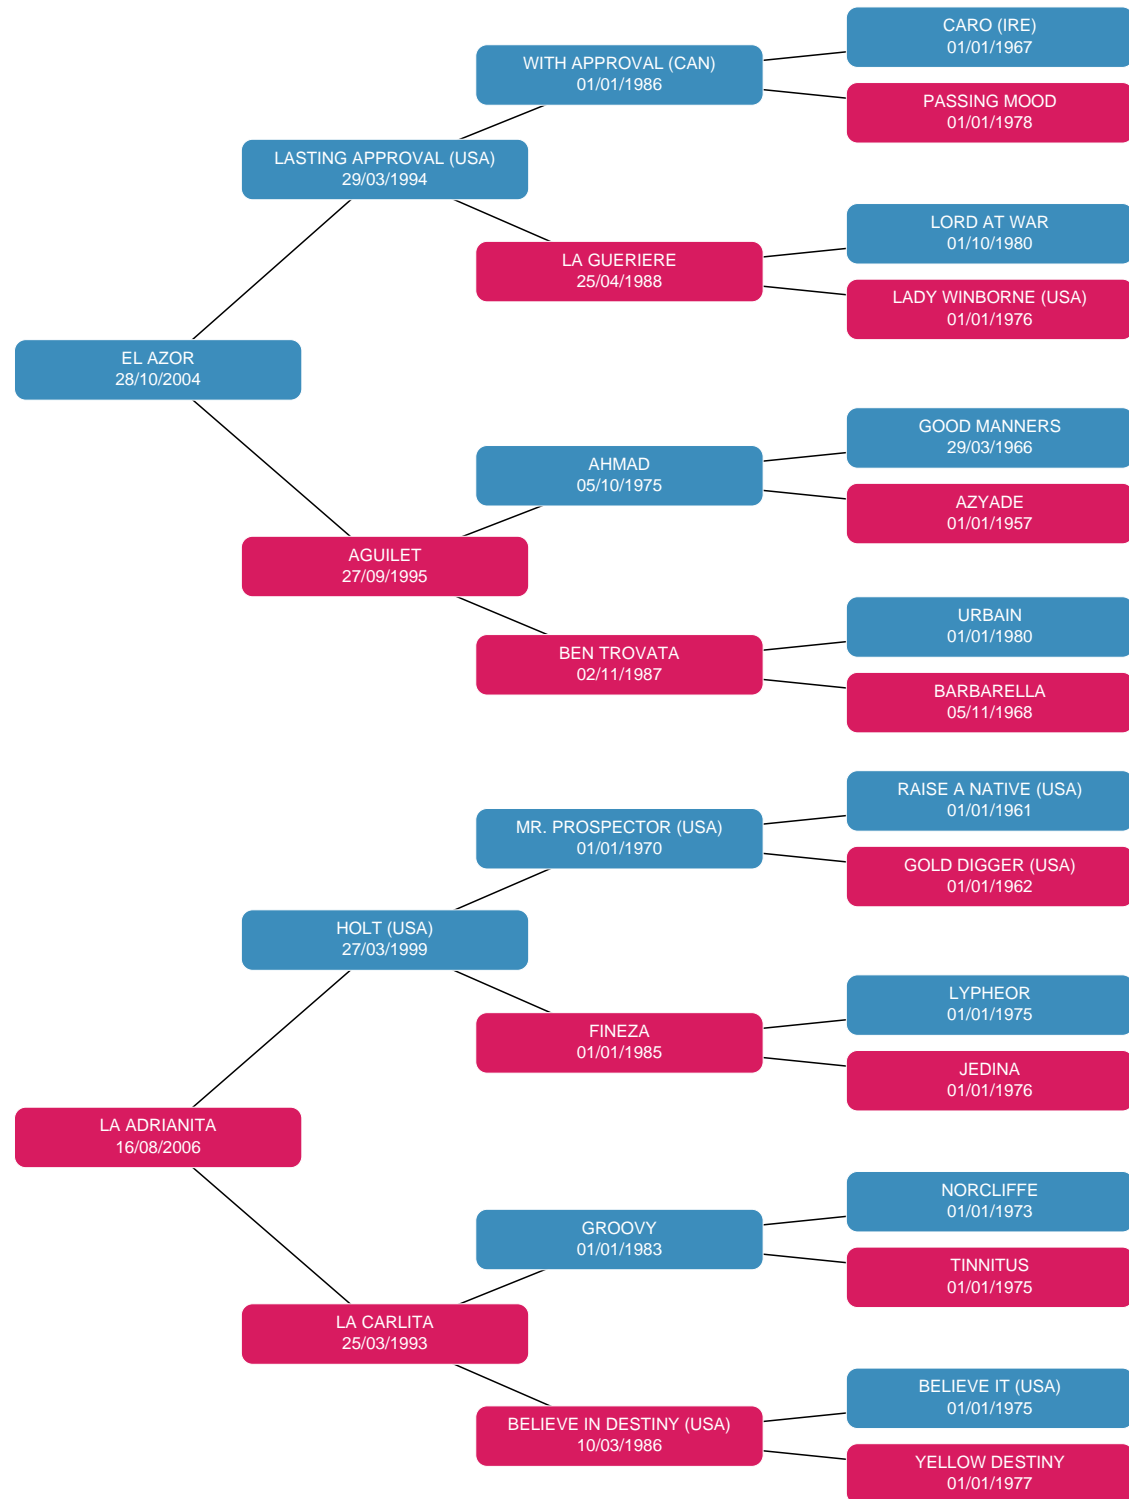 CARO (IRE)
01/01/1967
WITH APPROVAL (CAN)
01/01/1986
PASSING MOOD
01/01/1978
LASTING APPROVAL (USA)
29/03/1994
LORD AT WAR
01/10/1980
LA GUERIERE
25/04/1988
LADY WINBORNE (USA)
01/01/1976
EL AZOR
28/10/2004
GOOD MANNERS
29/03/1966
AHMAD
05/10/1975
AZYADE
01/01/1957
AGUILET
27/09/1995
URBAIN
01/01/1980
BEN TROVATA
02/11/1987
BARBARELLA
05/11/1968
RAISE A NATIVE (USA)
01/01/1961
MR. PROSPECTOR (USA)
01/01/1970
GOLD DIGGER (USA)
01/01/1962
HOLT (USA)
27/03/1999
LYPHEOR
01/01/1975
FINEZA
01/01/1985
JEDINA
01/01/1976
LA ADRIANITA
16/08/2006
NORCLIFFE
01/01/1973
GROOVY
01/01/1983
TINNITUS
01/01/1975
LA CARLITA
25/03/1993
BELIEVE IT (USA)
01/01/1975
BELIEVE IN DESTINY (USA)
10/03/1986
YELLOW DESTINY
01/01/1977